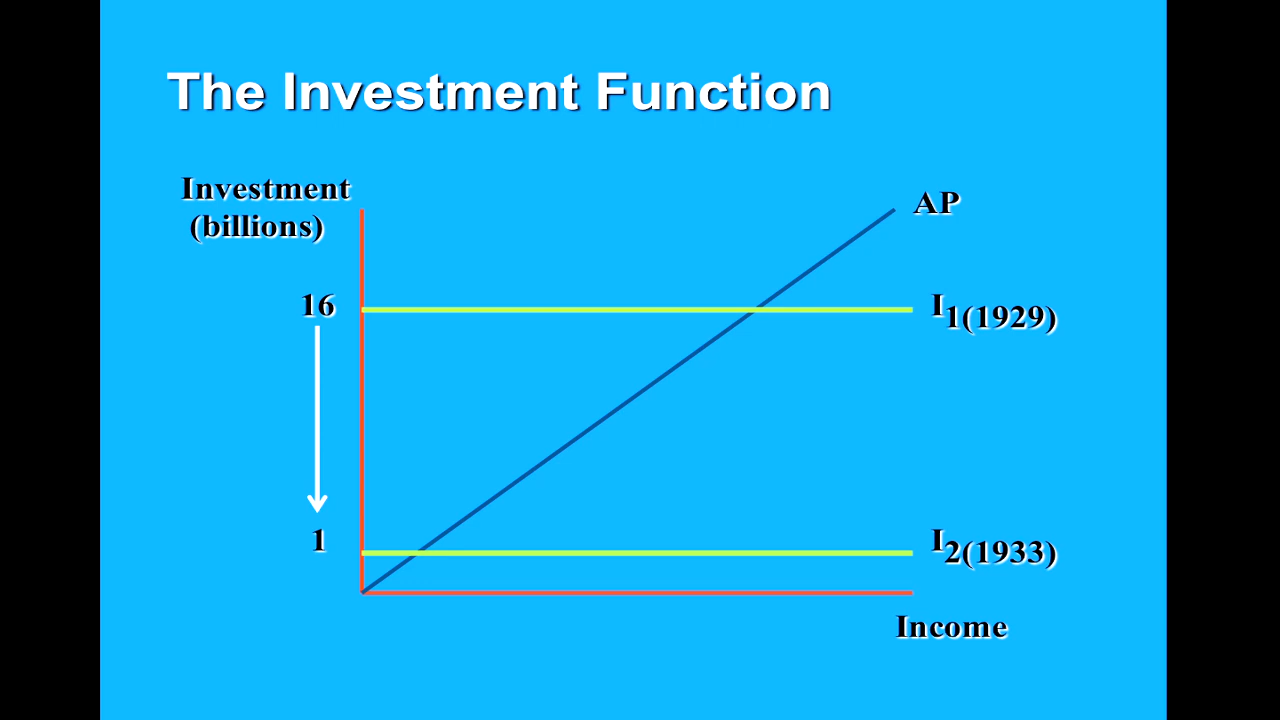 The Investment Function
Investment
(billions)
AP
16
I1(1929)
1
I2(1933)
Income